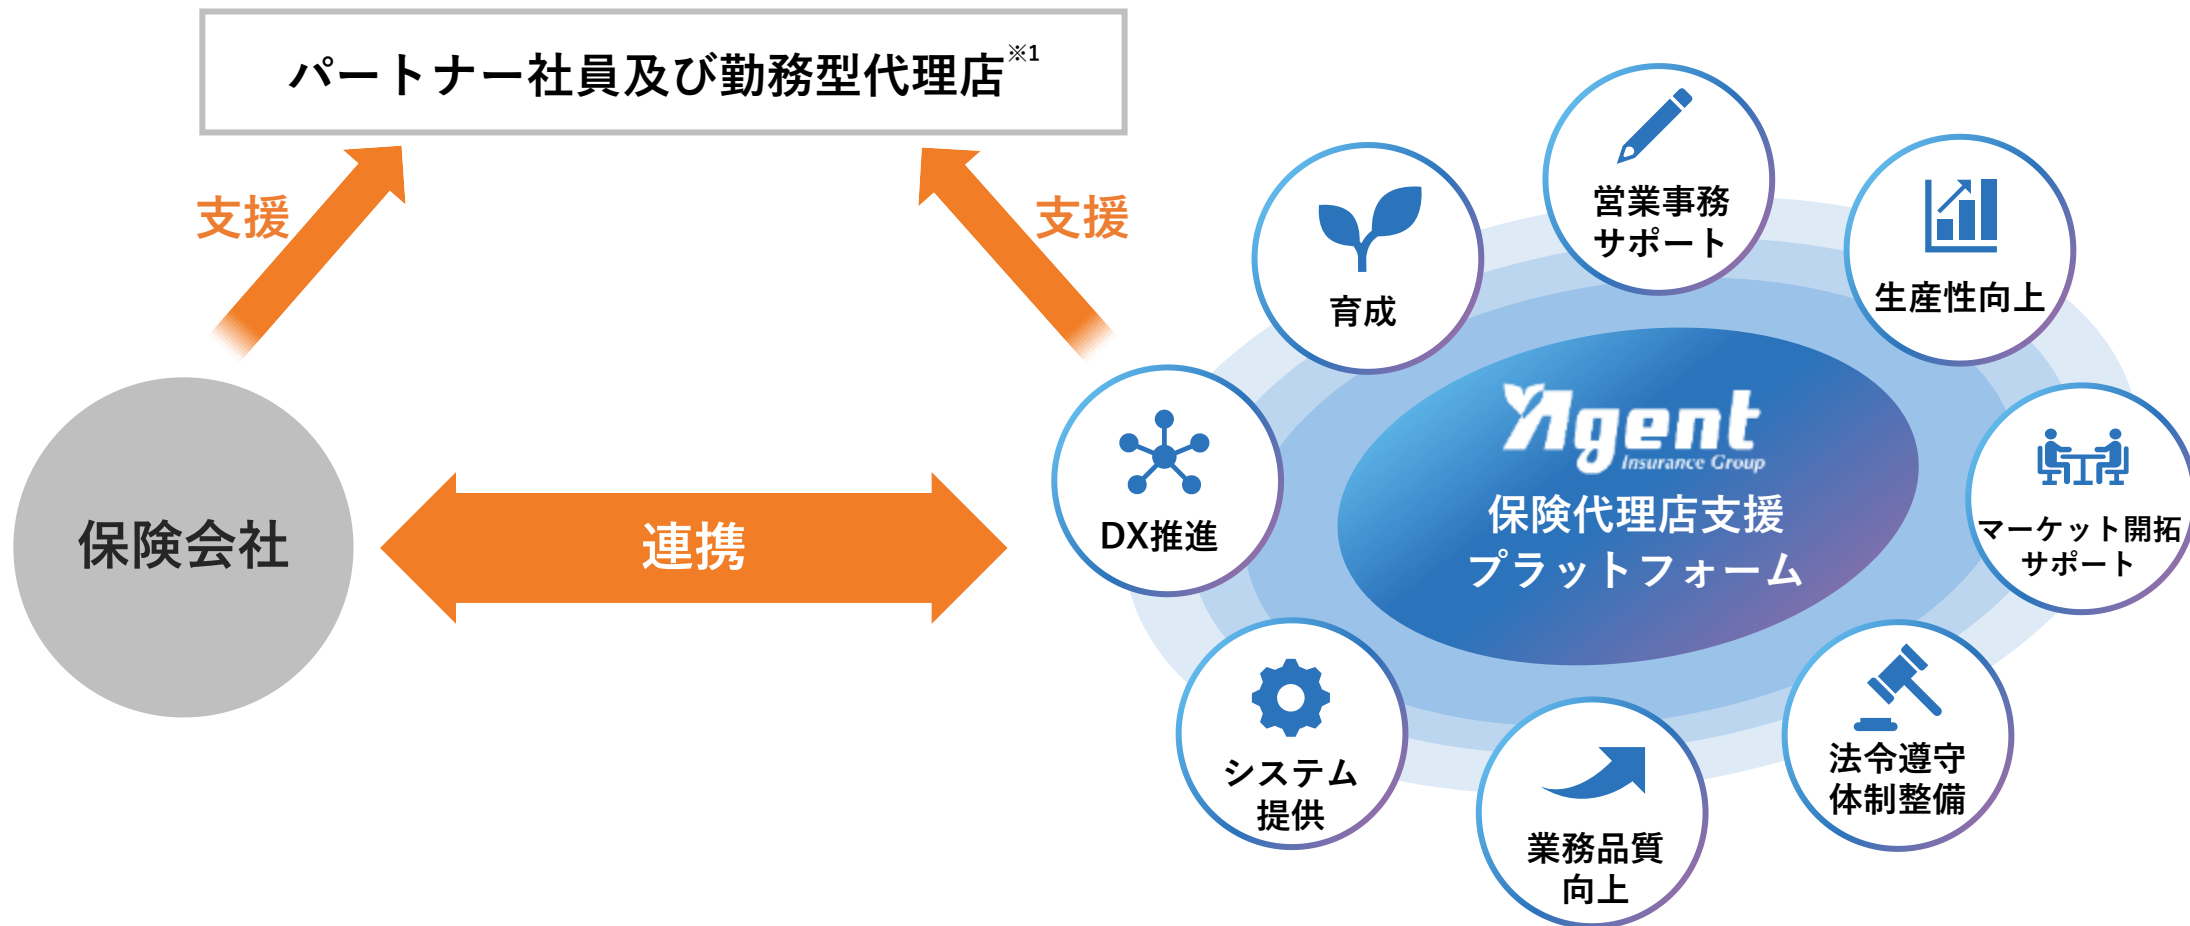 パートナー社員及び勤務型代理店※1
支援
支援
保険会社
連携
Agent
Insurance Group
保険代理店支援
プラットフォーム
営業事務
サポート
生産性向上
マーケット開拓
サポート
法令遵守
体制整備
業務品質
向上
システム
提供
DX推進
育成